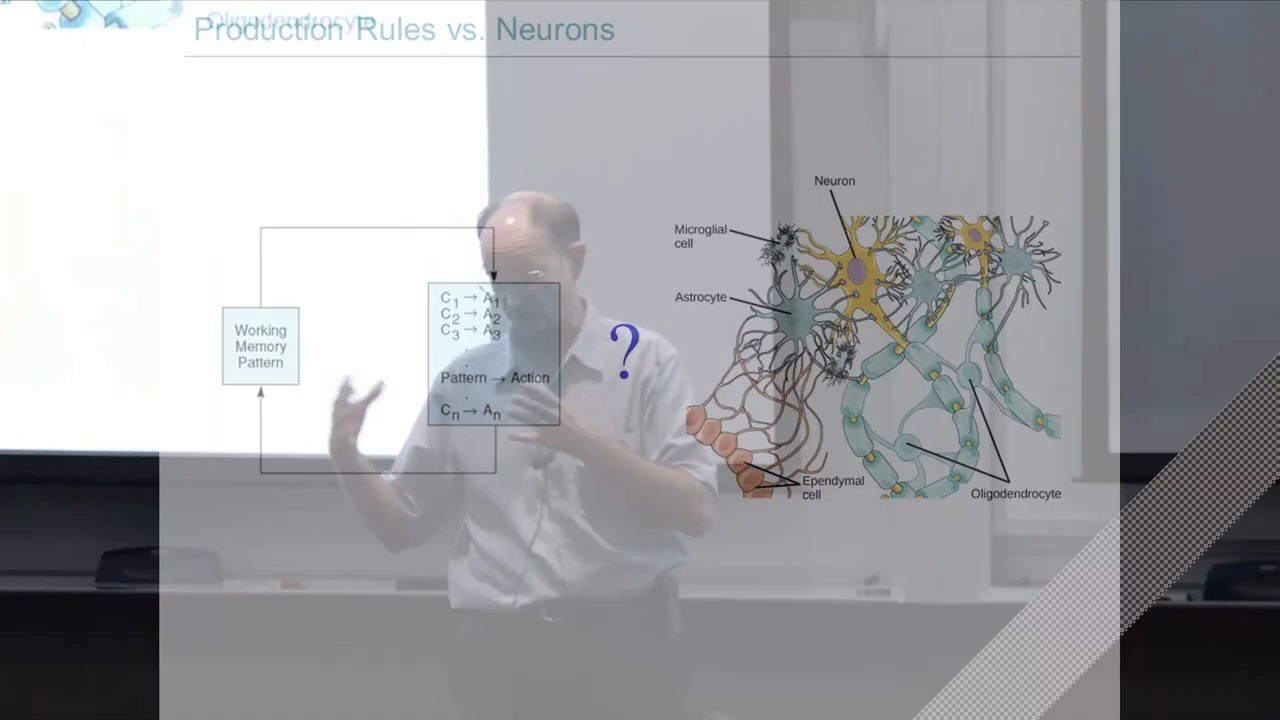 Oligodendrocyte
Production Rules vs. Neurons
Neuron
Microglial
cell
Astrocyte
Working
Memory
Pattern
C1 → A1
C2 → A2
C3 → A3
.
Pattern → Action
.
Cn → An
?
Ependymal
cell
Oligodendrocyte